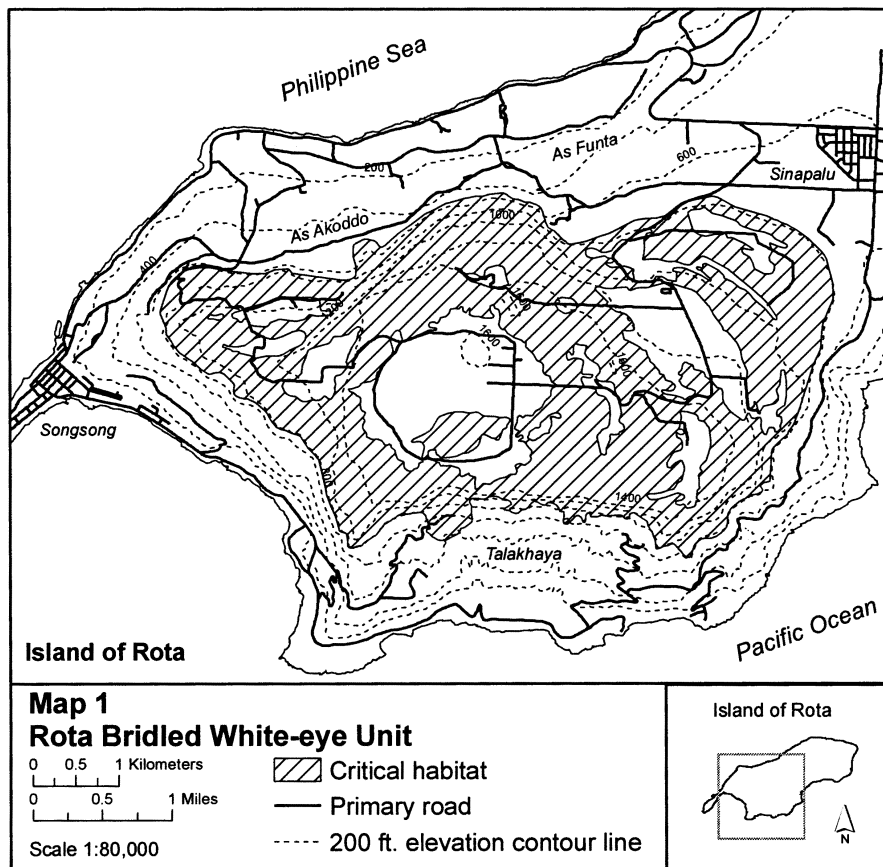 Philippine Sea
As Funta
200
600
Sinapalu
1000
As Akoddo
400
1600
800
1400
Songsong
Talakhaya
Pacific Ocean
Island of Rota
Map 1
Rota Bridled White-eye Unit
0 0.5 1 Kilometers
0 0.5 1 Miles
Scale 1:80,000
Critical habitat
Primary road
200 ft. elevation contour line
Island of Rota
N